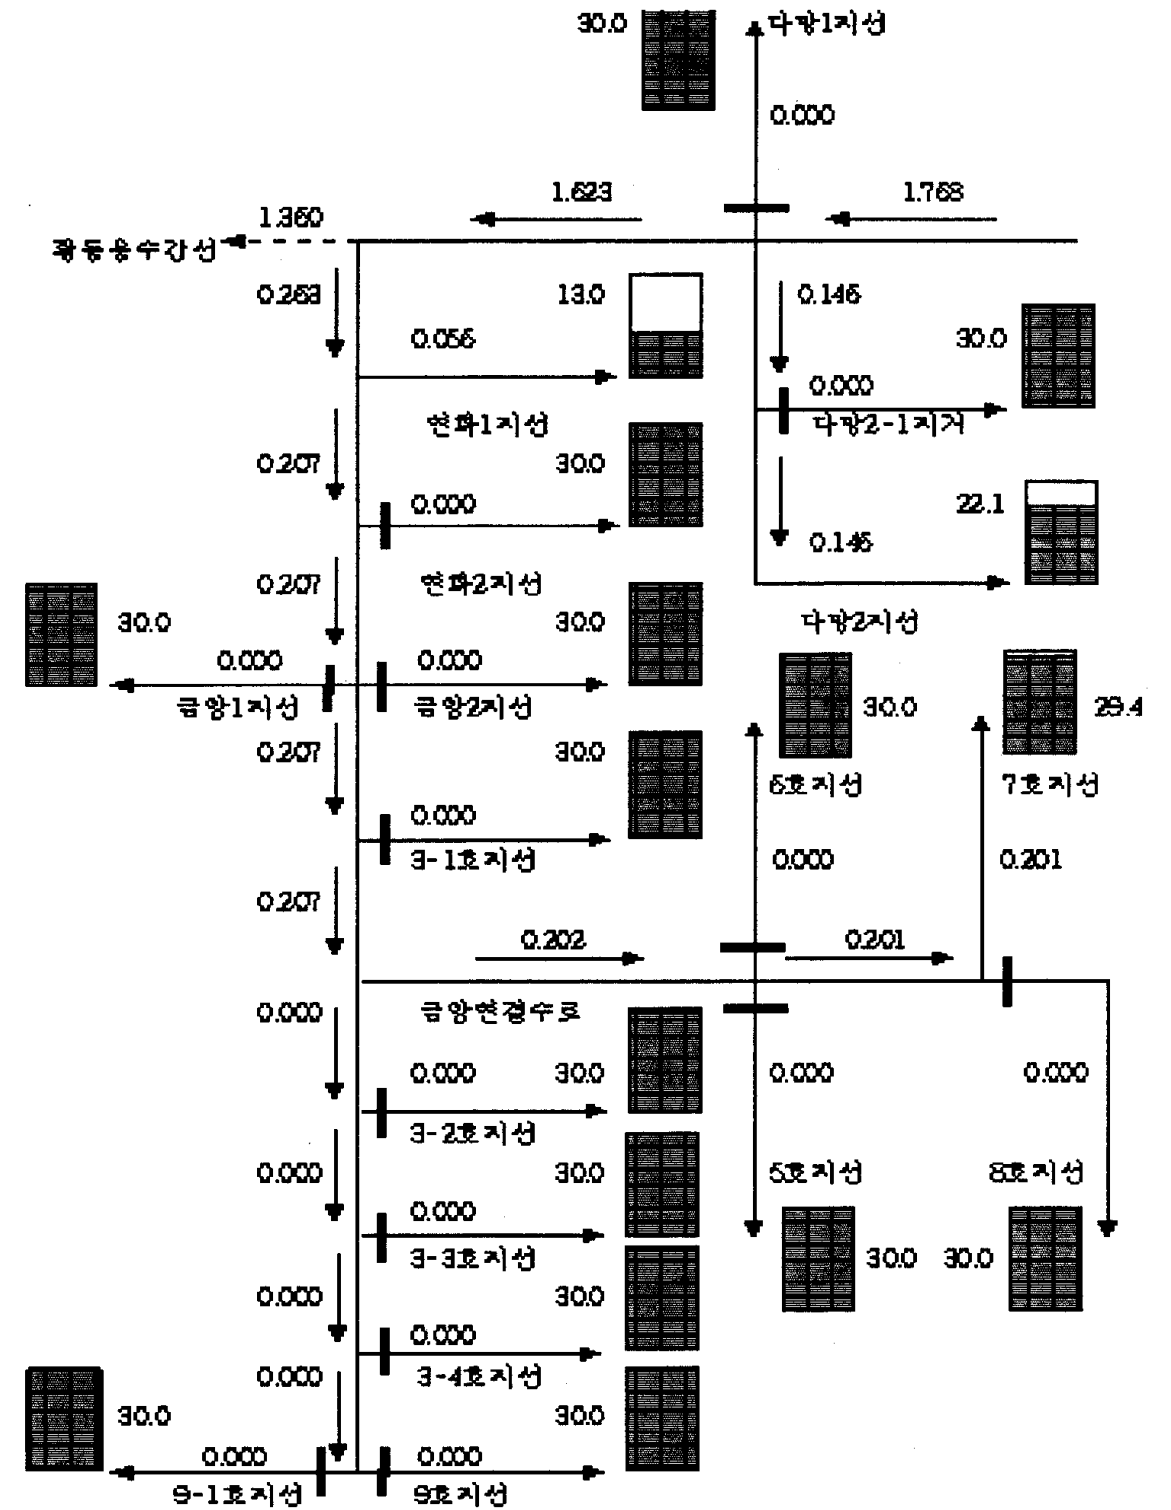 30.0 다망1지선
0.000
1.623 1.768
1.360
광동용수간선
0.263 13.0 0.146
0.056 30.0
0.000
연화1지선 다망2-1지거
0.207 30.0
0.000 22.1
0.146
0.207 연화2지선
30.0 30.0 다망2지선
0.000 0.000
금양1지선 금양2지선 30.0 29.4
0.207 30.0
6호지선 7호지선
0.000
3-1호지선 0.000 0.201
0.207
0.202 0.201
0.000 금양연결수로
0.000 30.0 0.000 0.000
3-2호지선
0.000 30.0 5호지선 8호지선
0.000
3-3호지선 30.0 30.0
0.000 30.0
0.000
0.000 3-4호지선
30.0 30.0
0.000 0.000
9-1호지선 9호지선